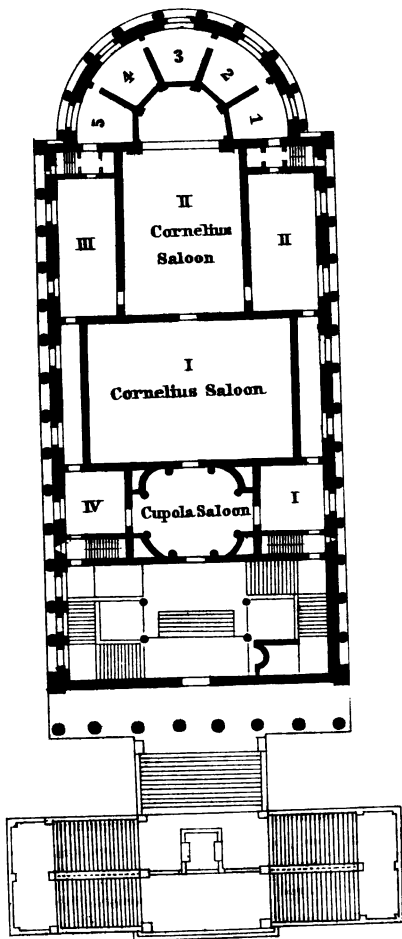 3
4
2
5
1
II
Cornelius
Saloon
III
II
I
Cornelius Saloon
IV
Cupola Saloon
I